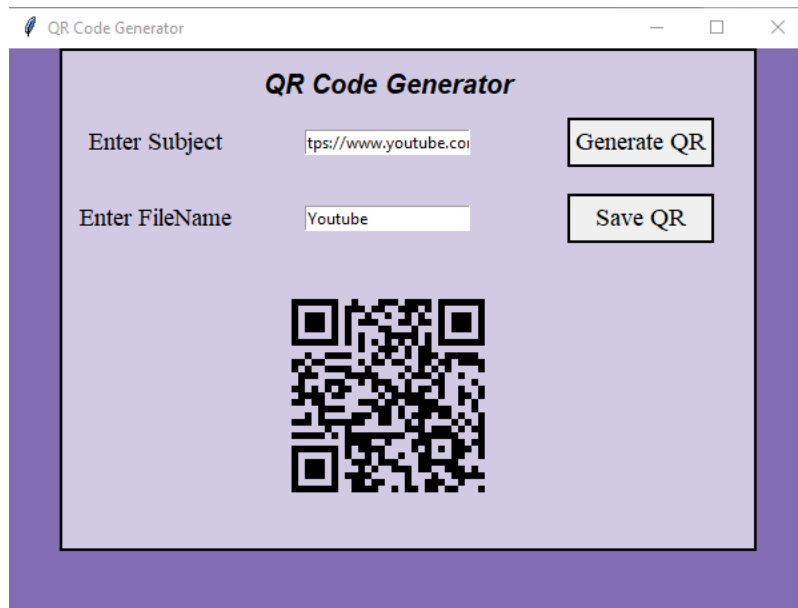 QR Code Generator
QR Code Generator
Enter Subject tps://www.youtube.co Generate QR
Enter FileName Youtube Save QR